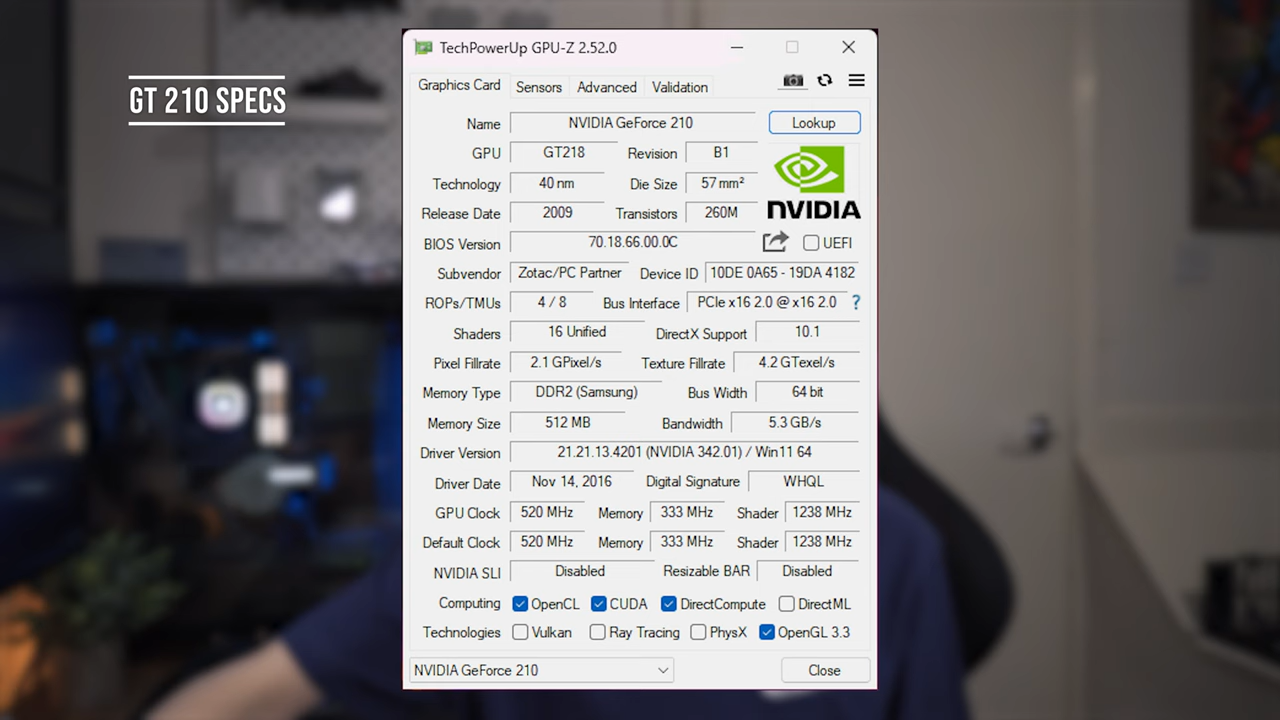 GT 210 SPECS
TechPowerUp GPU-Z 2.52.0
Graphics Card Sensors Advanced Validation
Name NVIDIA GeForce 210 Lookup
GPU GT218 Revision B1
Technology 40 nm Die Size 57 mm²
Release Date 2009 Transistors 260M
NVIDIA
BIOS Version 70.18.66.00.0C UEFI
Subvendor Zotac/PC Partner Device ID 10DE 0A65 - 19DA 4182
ROPs/TMUs 4 / 8 Bus Interface PCIe x16 2.0 @ x16 2.0 ?
Shaders 16 Unified DirectX Support 10.1
Pixel Fillrate 2.1 GPixel/s Texture Fillrate 4.2 GTexel/s
Memory Type DDR2 (Samsung) Bus Width 64 bit
Memory Size 512 MB Bandwidth 5.3 GB/s
Driver Version 21.21.13.4201 (NVIDIA 342.01) / Win11 64
Driver Date Nov 14, 2016 Digital Signature WHQL
GPU Clock 520 MHz Memory 333 MHz Shader 1238 MHz
Default Clock 520 MHz Memory 333 MHz Shader 1238 MHz
NVIDIA SLI Disabled Resizable BAR Disabled
Computing OpenCL CUDA DirectCompute DirectML
Technologies Vulkan Ray Tracing PhysX OpenGL 3.3
NVIDIA GeForce 210 Close